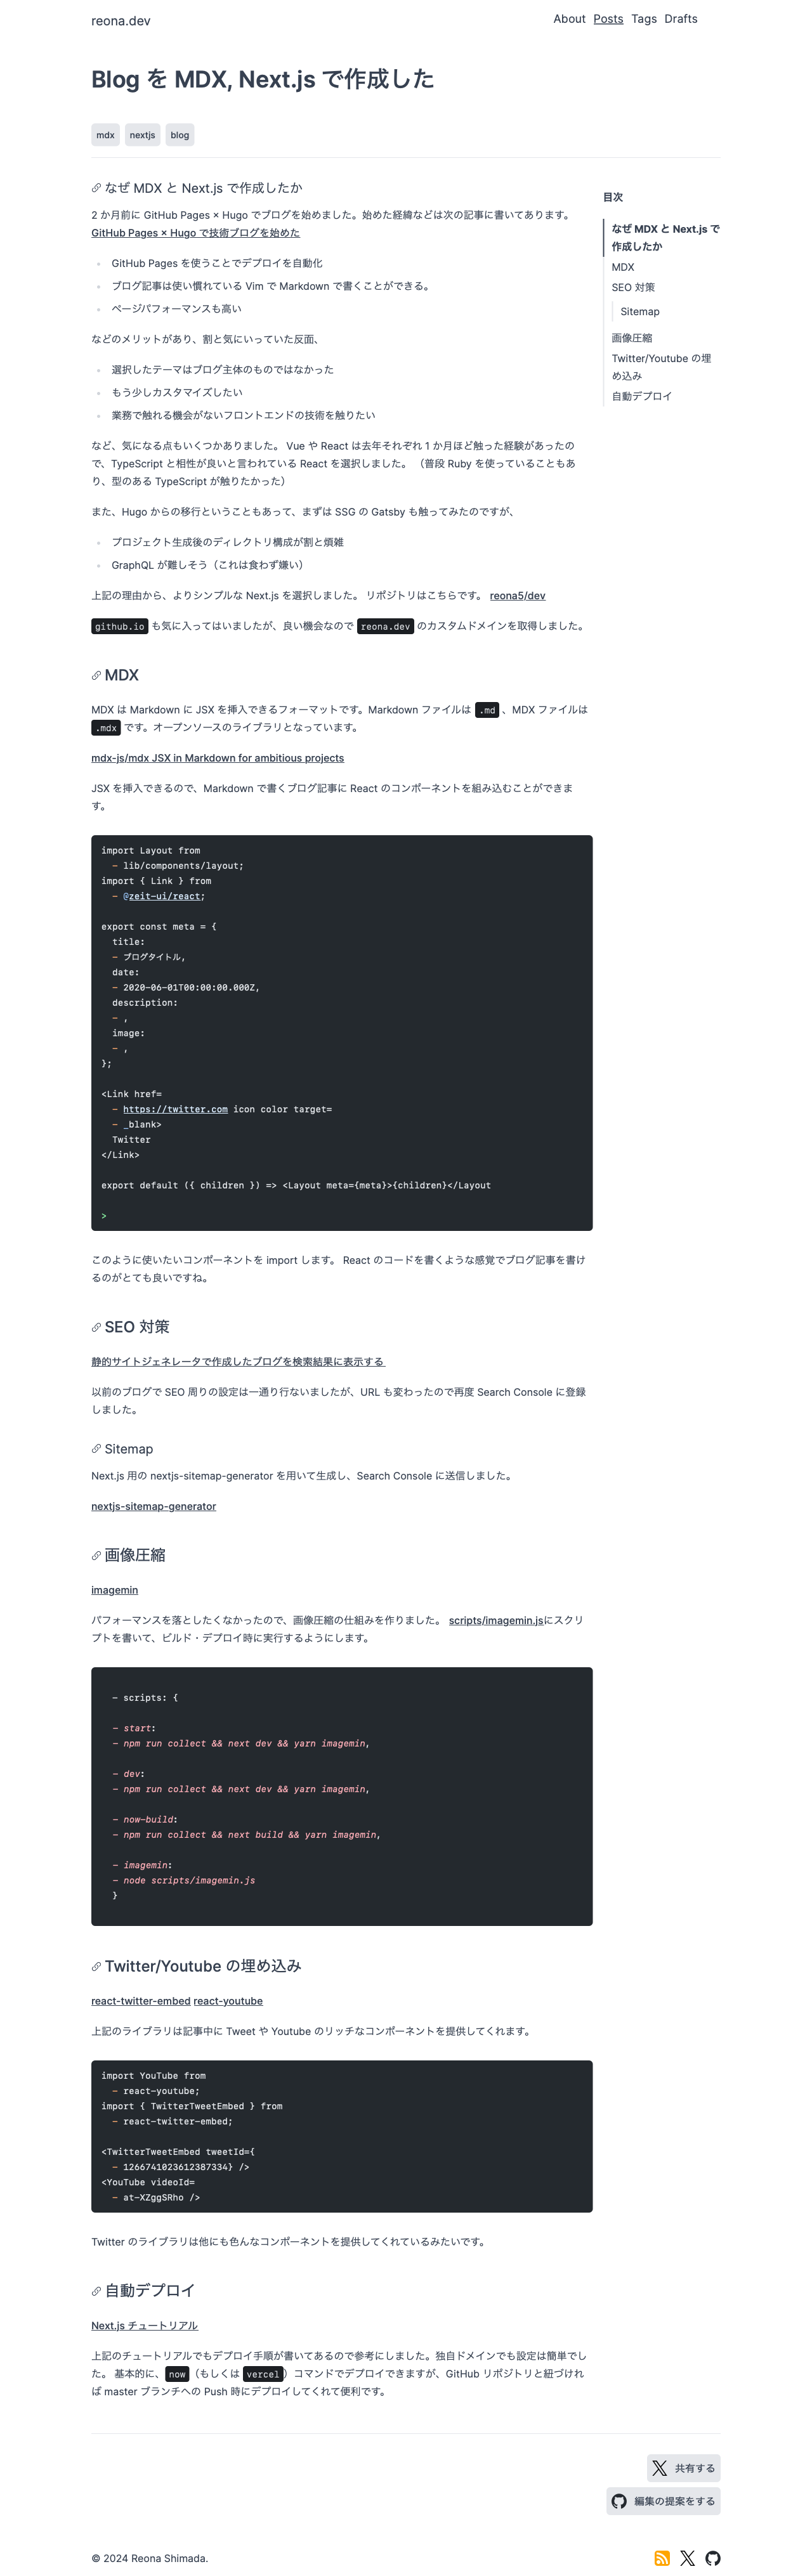 reona.dev
About Posts Tags Drafts
Blog を MDX, Next.js で作成した
mdx nextjs blog
なぜ MDX と Next.js で作成したか
2 か月前に GitHub Pages × Hugo でブログを始めました。始めた経緯などは次の記事に書いてあります。
GitHub Pages × Hugo で技術ブログを始めた
GitHub Pages を使うことでデプロイを自動化
ブログ記事は使い慣れている Vim で Markdown で書くことができる。
ページパフォーマンスも高い
などのメリットがあり、割と気にいっていた反面、
選択したテーマはブログ主体のものではなかった
もう少しカスタマイズしたい
業務で触れる機会がないフロントエンドの技術を触りたい
など、気になる点もいくつかありました。 Vue や React は去年それぞれ 1 か月ほど触った経験があったの
で、TypeScript と相性が良いと言われている React を選択しました。 （普段 Ruby を使っていることもあ
り、型のある TypeScript が触りたかった）
また、Hugo からの移行ということもあって、まずは SSG の Gatsby も触ってみたのですが、
プロジェクト生成後のディレクトリ構成が割と煩雑
GraphQL が難しそう（これは食わず嫌い）
上記の理由から、よりシンプルな Next.js を選択しました。 リポジトリはこちらです。 reona5/dev
github.io も気に入ってはいましたが、良い機会なので reona.dev のカスタムドメインを取得しました。
目次
なぜ MDX と Next.js で
作成したか
MDX
SEO 対策
Sitemap
画像圧縮
Twitter/Youtube の埋
め込み
自動デプロイ
MDX
MDX は Markdown に JSX を挿入できるフォーマットです。Markdown ファイルは .md 、MDX ファイルは
.mdx です。オープンソースのライブラリとなっています。
mdx-js/mdx JSX in Markdown for ambitious projects
JSX を挿入できるので、Markdown で書くブログ記事に React のコンポーネントを組み込むことができま
す。
import Layout from
- lib/components/layout;
import { Link } from
- @zeit-ui/react;
export const meta = {
title:
- ブログタイトル,
date:
- 2020-06-01T00:00:00.000Z,
description:
- ,
image:
- ,
};
<Link href=
- https://twitter.com icon color target=
- _blank>
Twitter
</Link>
export default ({ children }) => <Layout meta={meta}>{children}</Layout
>
このように使いたいコンポーネントを import します。 React のコードを書くような感覚でブログ記事を書け
るのがとても良いですね。
SEO 対策
静的サイトジェネレータで作成したブログを検索結果に表示する
以前のブログで SEO 周りの設定は一通り行ないましたが、URL も変わったので再度 Search Console に登録
しました。
Sitemap
Next.js 用の nextjs-sitemap-generator を用いて生成し、Search Console に送信しました。
nextjs-sitemap-generator
画像圧縮
imagemin
パフォーマンスを落としたくなかったので、画像圧縮の仕組みを作りました。 scripts/imagemin.jsにスクリ
プトを書いて、ビルド・デプロイ時に実行するようにします。
- scripts: {
- start:
- npm run collect && next dev && yarn imagemin,
- dev:
- npm run collect && next dev && yarn imagemin,
- now-build:
- npm run collect && next build && yarn imagemin,
- imagemin:
- node scripts/imagemin.js
}
Twitter/Youtube の埋め込み
react-twitter-embed react-youtube
上記のライブラリは記事中に Tweet や Youtube のリッチなコンポーネントを提供してくれます。
import YouTube from
- react-youtube;
import { TwitterTweetEmbed } from
- react-twitter-embed;
<TwitterTweetEmbed tweetId={
- 1266741023612387334} />
<YouTube videoId=
- at-XZggSRho />
Twitter のライブラリは他にも色んなコンポーネントを提供してくれているみたいです。
自動デプロイ
Next.js チュートリアル
上記のチュートリアルでもデプロイ手順が書いてあるので参考にしました。独自ドメインでも設定は簡単でし
た。 基本的に、 now （もしくは vercel ）コマンドでデプロイできますが、GitHub リポジトリと紐づけれ
ば master ブランチへの Push 時にデプロイしてくれて便利です。
共有する
編集の提案をする
© 2024 Reona Shimada.